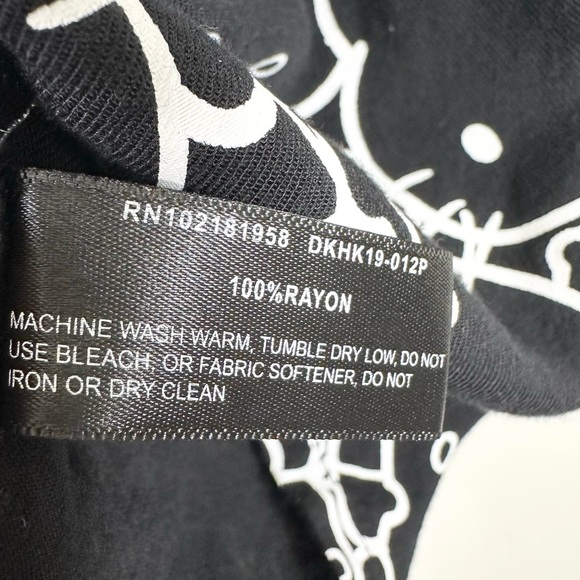 RN102181958 DKHK19-012P
100%RAYON
MACHINE WASH WARM, TUMBLE DRY LOW, DO NOT
USE BLEACH, OR FABRIC SOFTENER, DO NOT
IRON OR DRY CLEAN